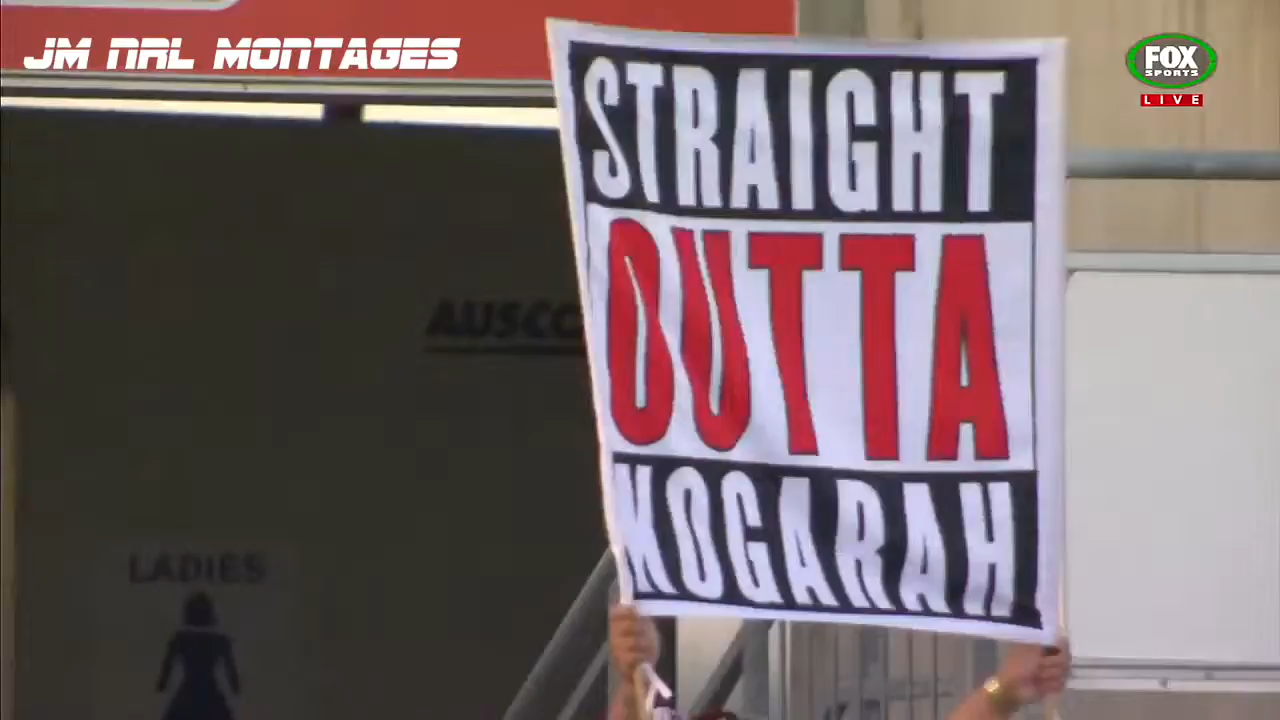 JM NRL MONTAGES
FOX
SPORTS
LIVE
STRAIGHT
OUTTA
KOGARAH
LADIES